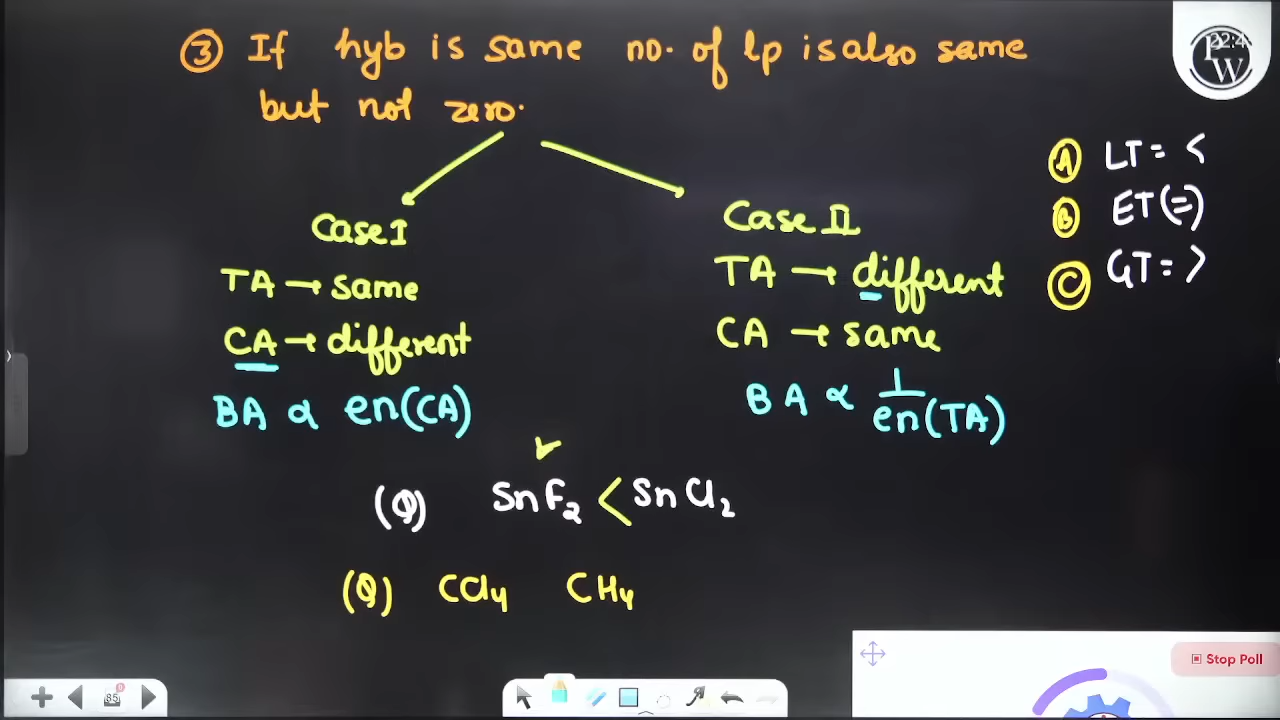 ③ If hyb is same no. of lp is also same
but not zero.
Case I
TA → same
CA → different
BA ∝ en(CA)
Case II
TA → different
CA → same
BA ∝ 1/en(TA)
Ⓐ LT = <
Ⓑ ET (=)
Ⓒ GT = >
(Q) SnF₂ < SnCl₂
(Q) CCl₄ CH₄
PW
85
Stop Poll